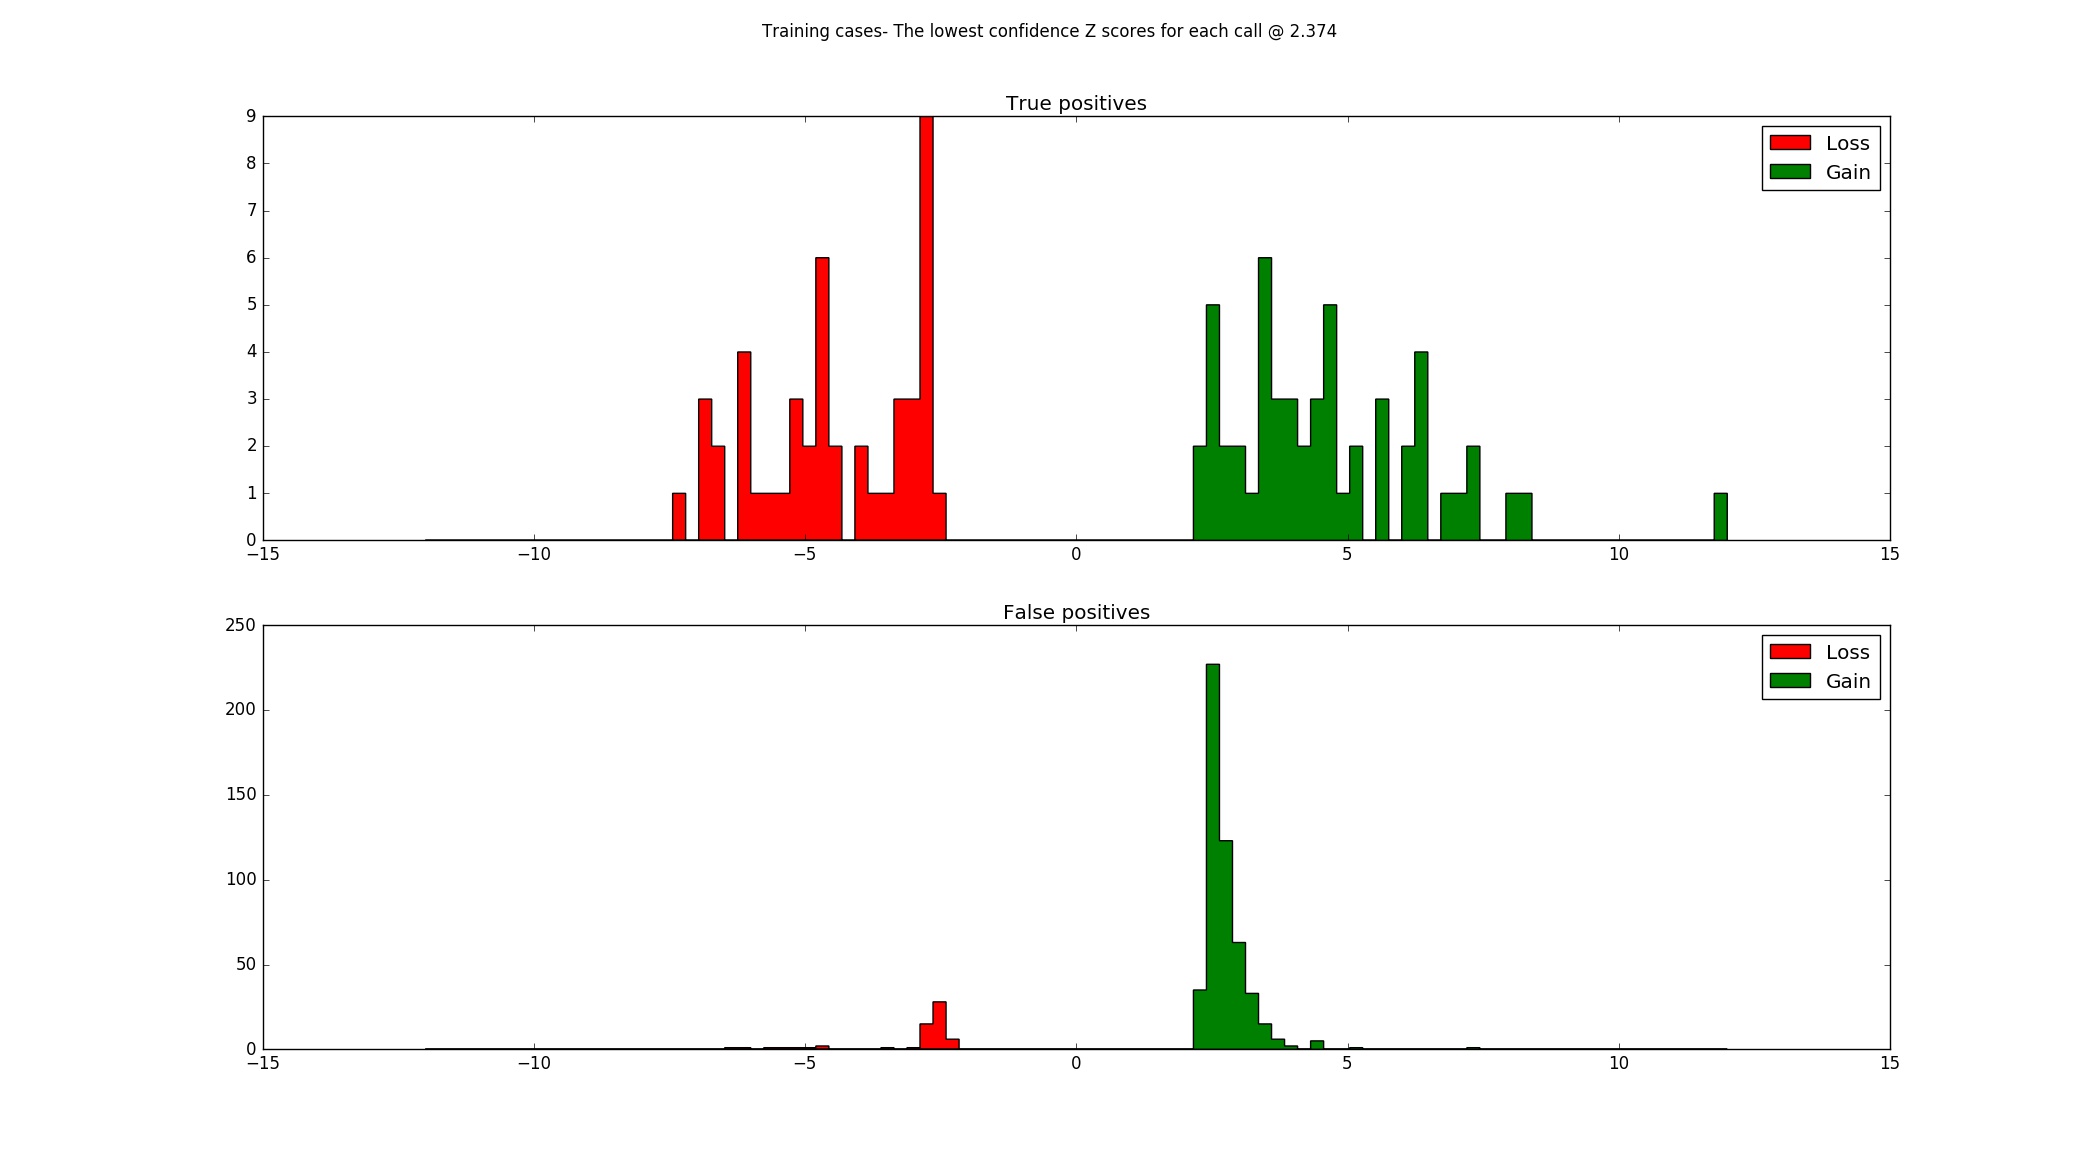 Training cases- The lowest confidence Z scores for each call @ 2.374
True positives
9
8
7
6
5
4
3
2
1
0
Loss
Gain
−15 −10 −5 0 5 10 15
False positives
250
200
150
100
50
0
Loss
Gain
−15 −10 −5 0 5 10 15